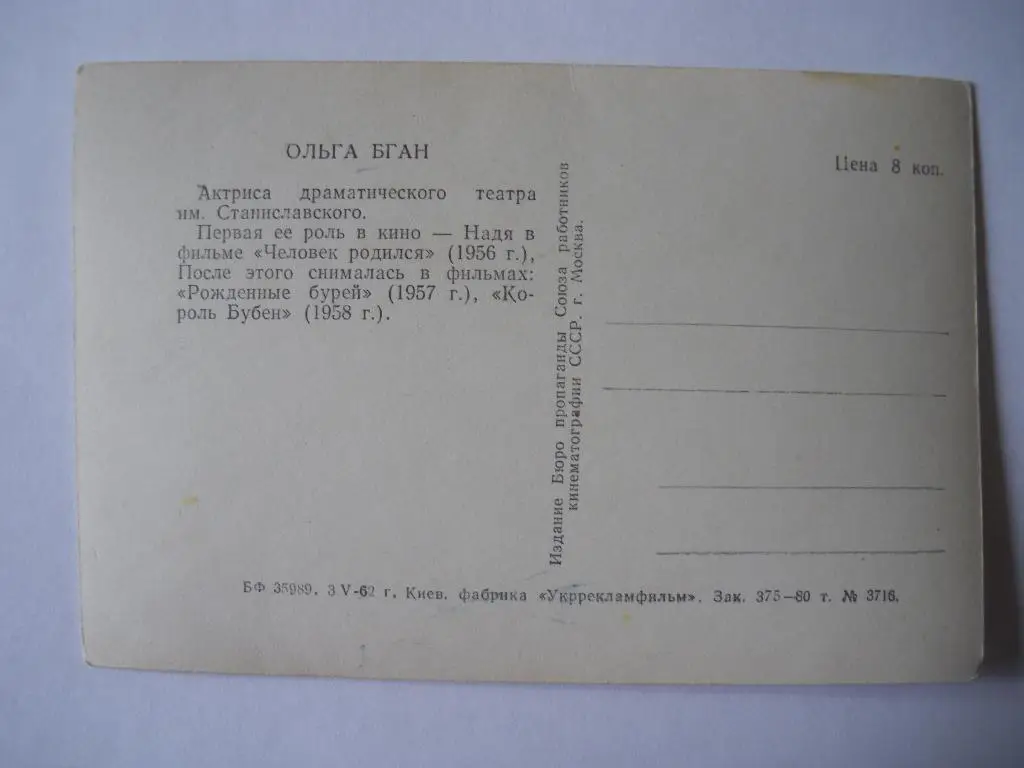 ОЛЬГА БГАН
Актриса драматического театра
им. Станиславского.
Первая ее роль в кино — Надя в
фильме «Человек родился» (1956 г.),
После этого снималась в фильмах:
«Рожденные бурей» (1957 г.), «Ко-
роль Бубен» (1958 г.).
Издание Бюро пропаганды Союза работников
кинематографии СССР. г. Москва.
Цена 8 коп.
БФ 35989. 3 V-62 г. Киев. фабрика «Укррекламфильм». Зак. 375—80 т. № 3716.